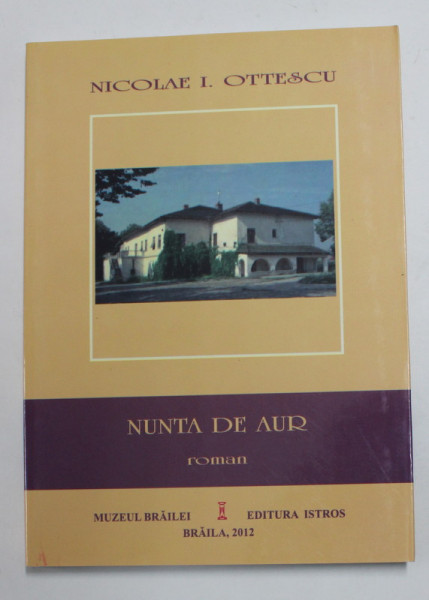 NICOLAE I. OTTESCU
NUNTA DE AUR
roman
MUZEUL BRĂILEI EDITURA ISTROS
BRĂILA, 2012